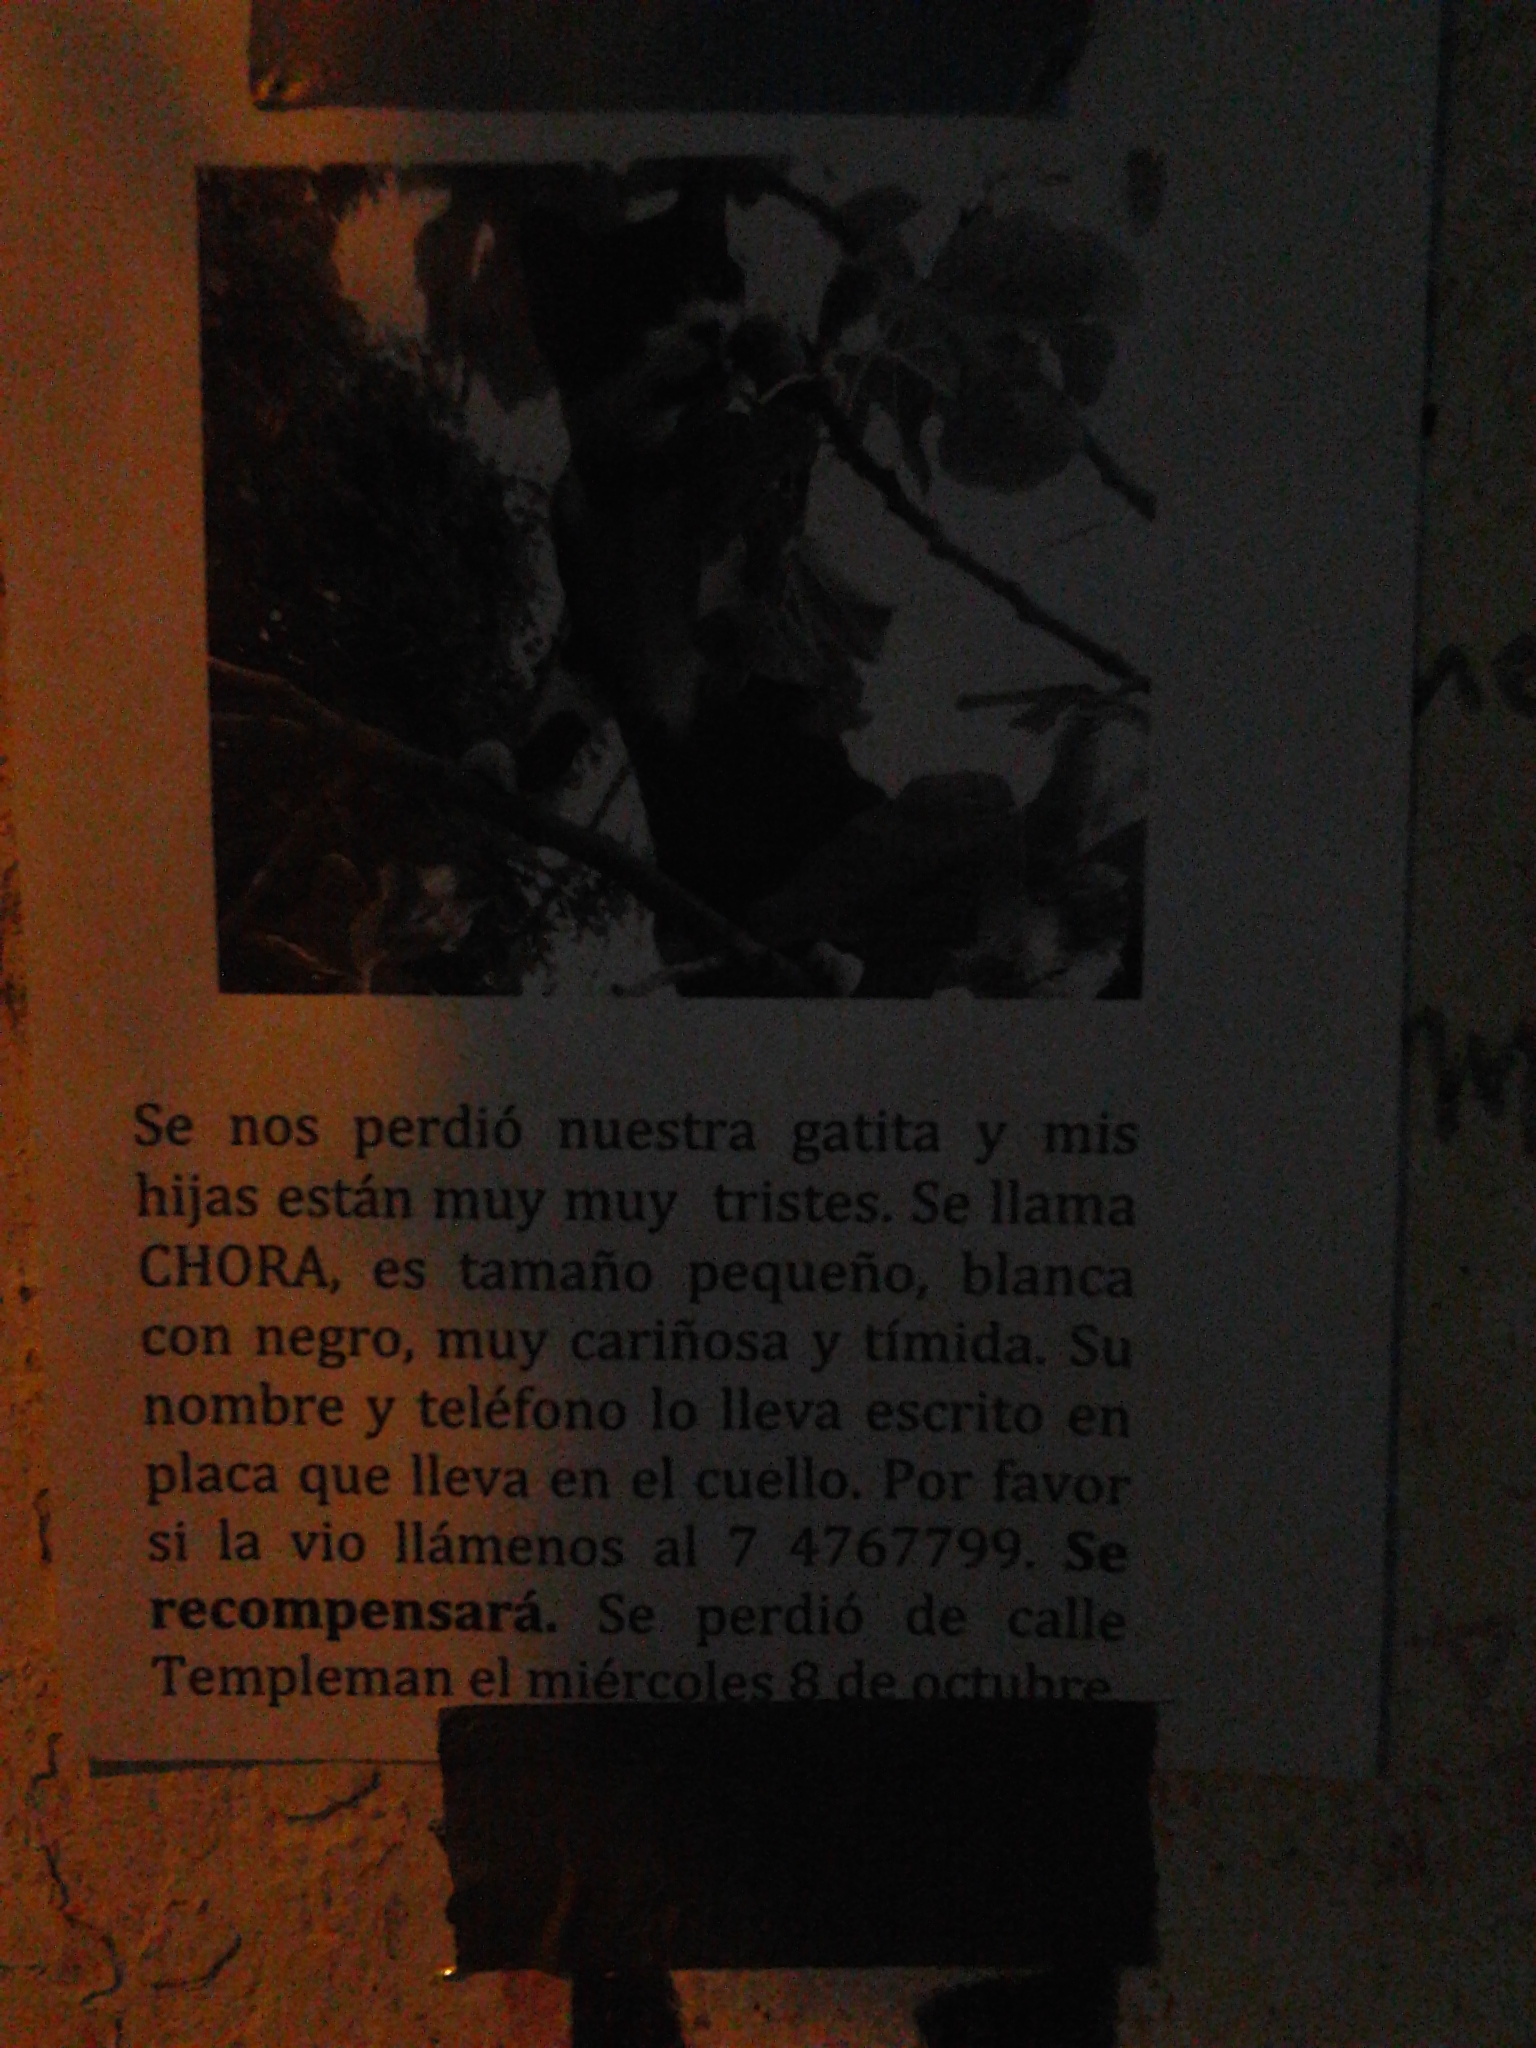 Se nos perdió nuestra gatita y mis
hijas están muy muy tristes. Se llama
CHORA, es tamaño pequeño, blanca
con negro, muy cariñosa y tímida. Su
nombre y teléfono lo lleva escrito en
placa que lleva en el cuello. Por favor
si la vio llámenos al 7 4767799. Se
recompensará. Se perdió de calle
Templeman el miércoles 8 de octubre